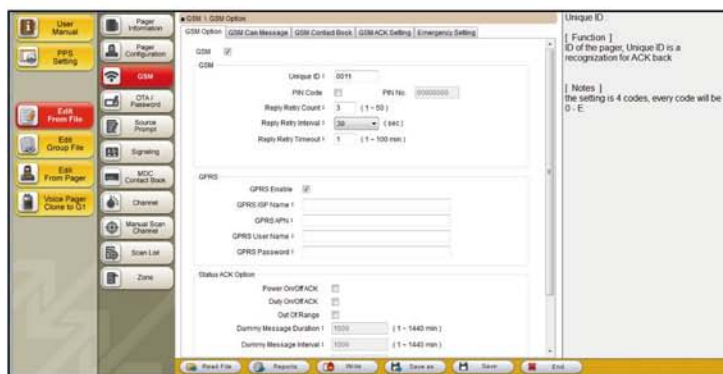 User Manual
PPS Setting
Edit From File
Edit Group File
Edit From Pager
Voice Pager Clone to G1
Pager Information
Pager Configuration
GSM
OTA / Password
Source Prompt
Signaling
MDC Contact Book
Channel
Manual Scan Channel
Scan List
Zone
GSM \ GSM Option
GSM Option GSM Can Message GSM Contact Book GSM ACK Setting Emergency Setting
GSM
GSM
Unique ID : 0011
PIN Code PIN No. 00000000
Reply Retry Count : 3 ( 1 ~ 50 )
Reply Retry Interval : 30 ( sec )
Reply Retry Timeout : 1 ( 1 ~ 100 min )
GPRS
GPRS Enable
GPRS ISP Name :
GPRS APN :
GPRS User Name :
GPRS Password :
Status ACK Option
Power On/Off ACK
Duty On/Off ACK
Out Of Range
Dummy Message Duration : 1000 ( 1 ~ 1440 min )
Dummy Message Interval : 1000 ( 1 ~ 1440 min )
Read File Reports Write Save as Save End
Unique ID :
[ Function ]
ID of the pager, Unique ID is a
recognization for ACK back
[ Notes ]
the setting is 4 codes, every code will be
0 - E.